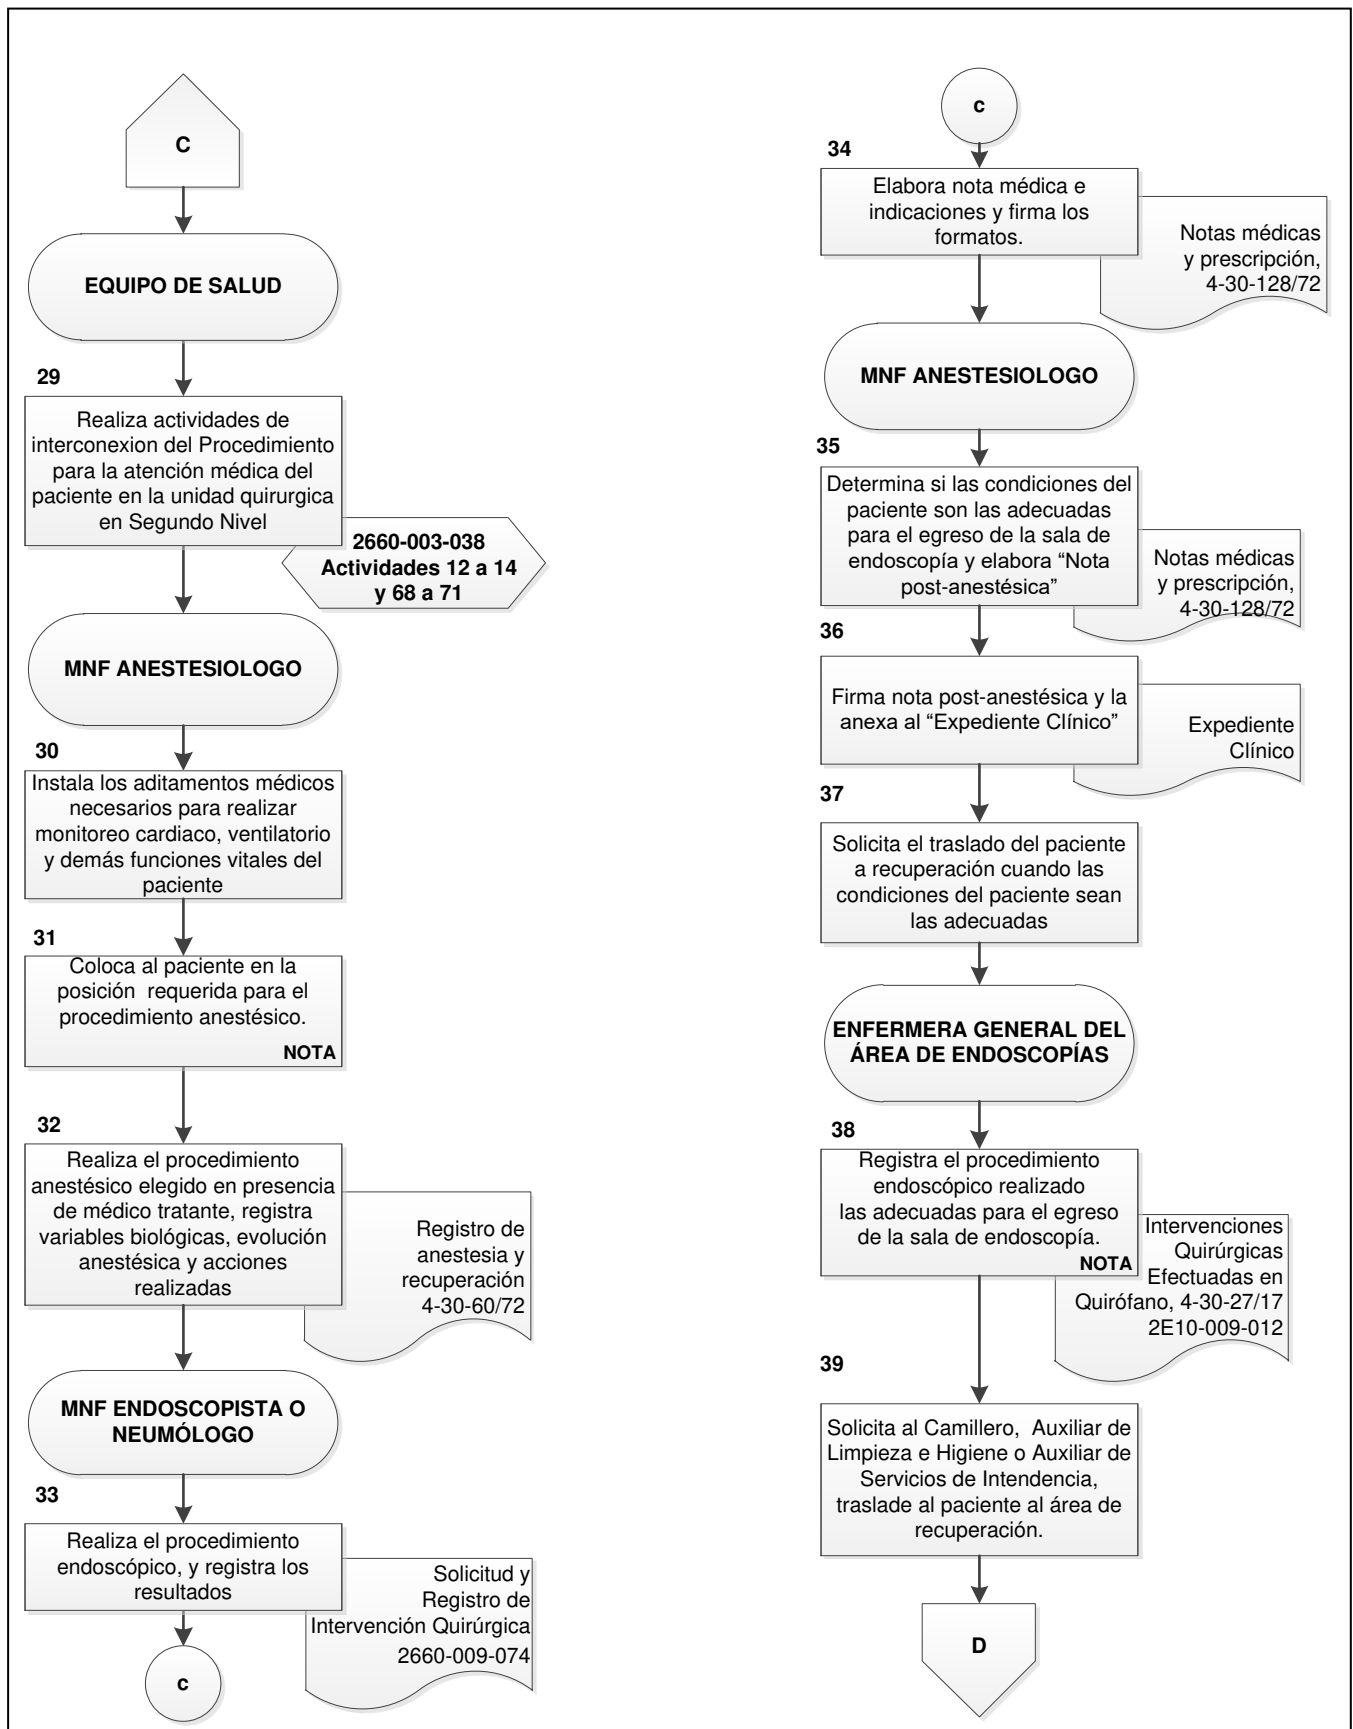 C
EQUIPO DE SALUD
29
Realiza actividades de
interconexion del Procedimiento
para la atención médica del
paciente en la unidad quirurgica
en Segundo Nivel
2660-003-038
Actividades 12 a 14
y 68 a 71
MNF ANESTESIOLOGO
30
Instala los aditamentos médicos
necesarios para realizar
monitoreo cardiaco, ventilatorio
y demás funciones vitales del
paciente
31
Coloca al paciente en la
posición requerida para el
procedimiento anestésico.
NOTA
32
Realiza el procedimiento
anestésico elegido en presencia
de médico tratante, registra
variables biológicas, evolución
anestésica y acciones
realizadas
Registro de
anestesia y
recuperación
4-30-60/72
MNF ENDOSCOPISTA O
NEUMÓLOGO
33
Realiza el procedimiento
endoscópico, y registra los
resultados
Solicitud y
Registro de
Intervención Quirúrgica
2660-009-074
c
c
34
Elabora nota médica e
indicaciones y firma los
formatos.
Notas médicas
y prescripción,
4-30-128/72
MNF ANESTESIOLOGO
35
Determina si las condiciones del
paciente son las adecuadas
para el egreso de la sala de
endoscopía y elabora “Nota
post-anestésica”
Notas médicas
y prescripción,
4-30-128/72
36
Firma nota post-anestésica y la
anexa al “Expediente Clínico”
Expediente
Clínico
37
Solicita el traslado del paciente
a recuperación cuando las
condiciones del paciente sean
las adecuadas
ENFERMERA GENERAL DEL
ÁREA DE ENDOSCOPÍAS
38
Registra el procedimiento
endoscópico realizado
las adecuadas para el egreso
de la sala de endoscopía.
NOTA
Intervenciones
Quirúrgicas
Efectuadas en
Quirófano, 4-30-27/17
2E10-009-012
39
Solicita al Camillero, Auxiliar de
Limpieza e Higiene o Auxiliar de
Servicios de Intendencia,
traslade al paciente al área de
recuperación.
D